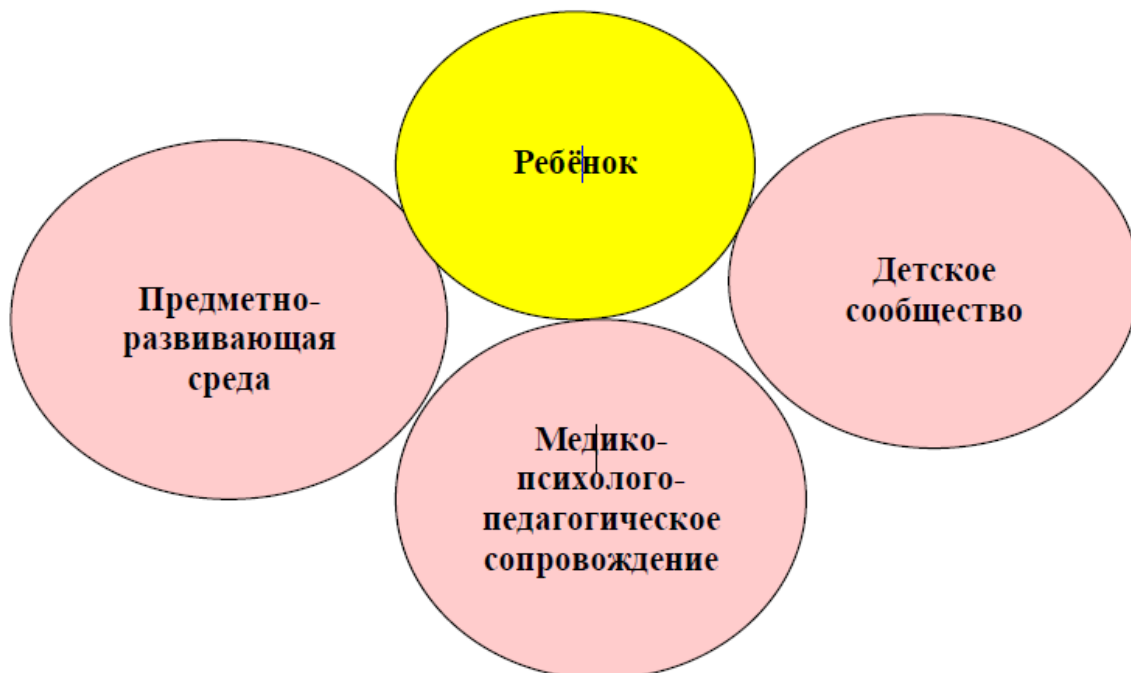 Ребёнок
Предметно-
развивающая
среда
Медико-
психолого-
педагогическое
сопровождение
Детское
сообщество